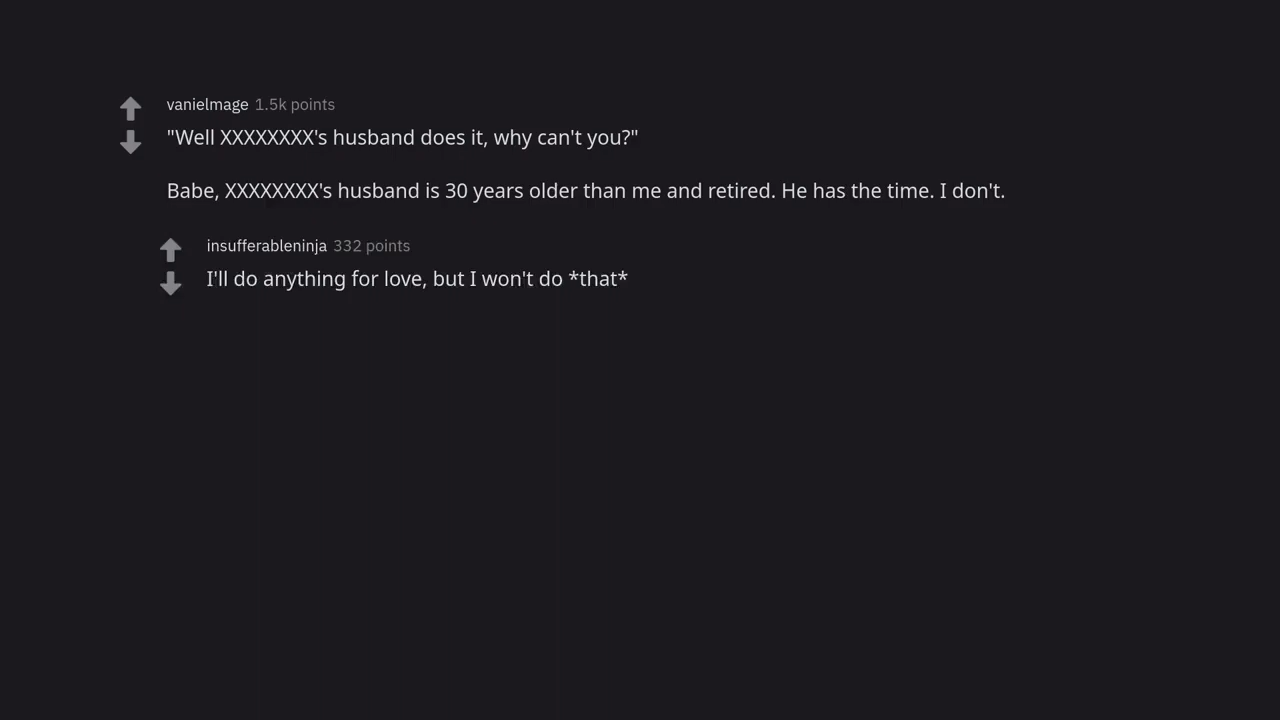 vanielmage 1.5k points
"Well XXXXXXXX's husband does it, why can't you?"
Babe, XXXXXXXX's husband is 30 years older than me and retired. He has the time. I don't.
insufferableninja 332 points
I'll do anything for love, but I won't do *that*